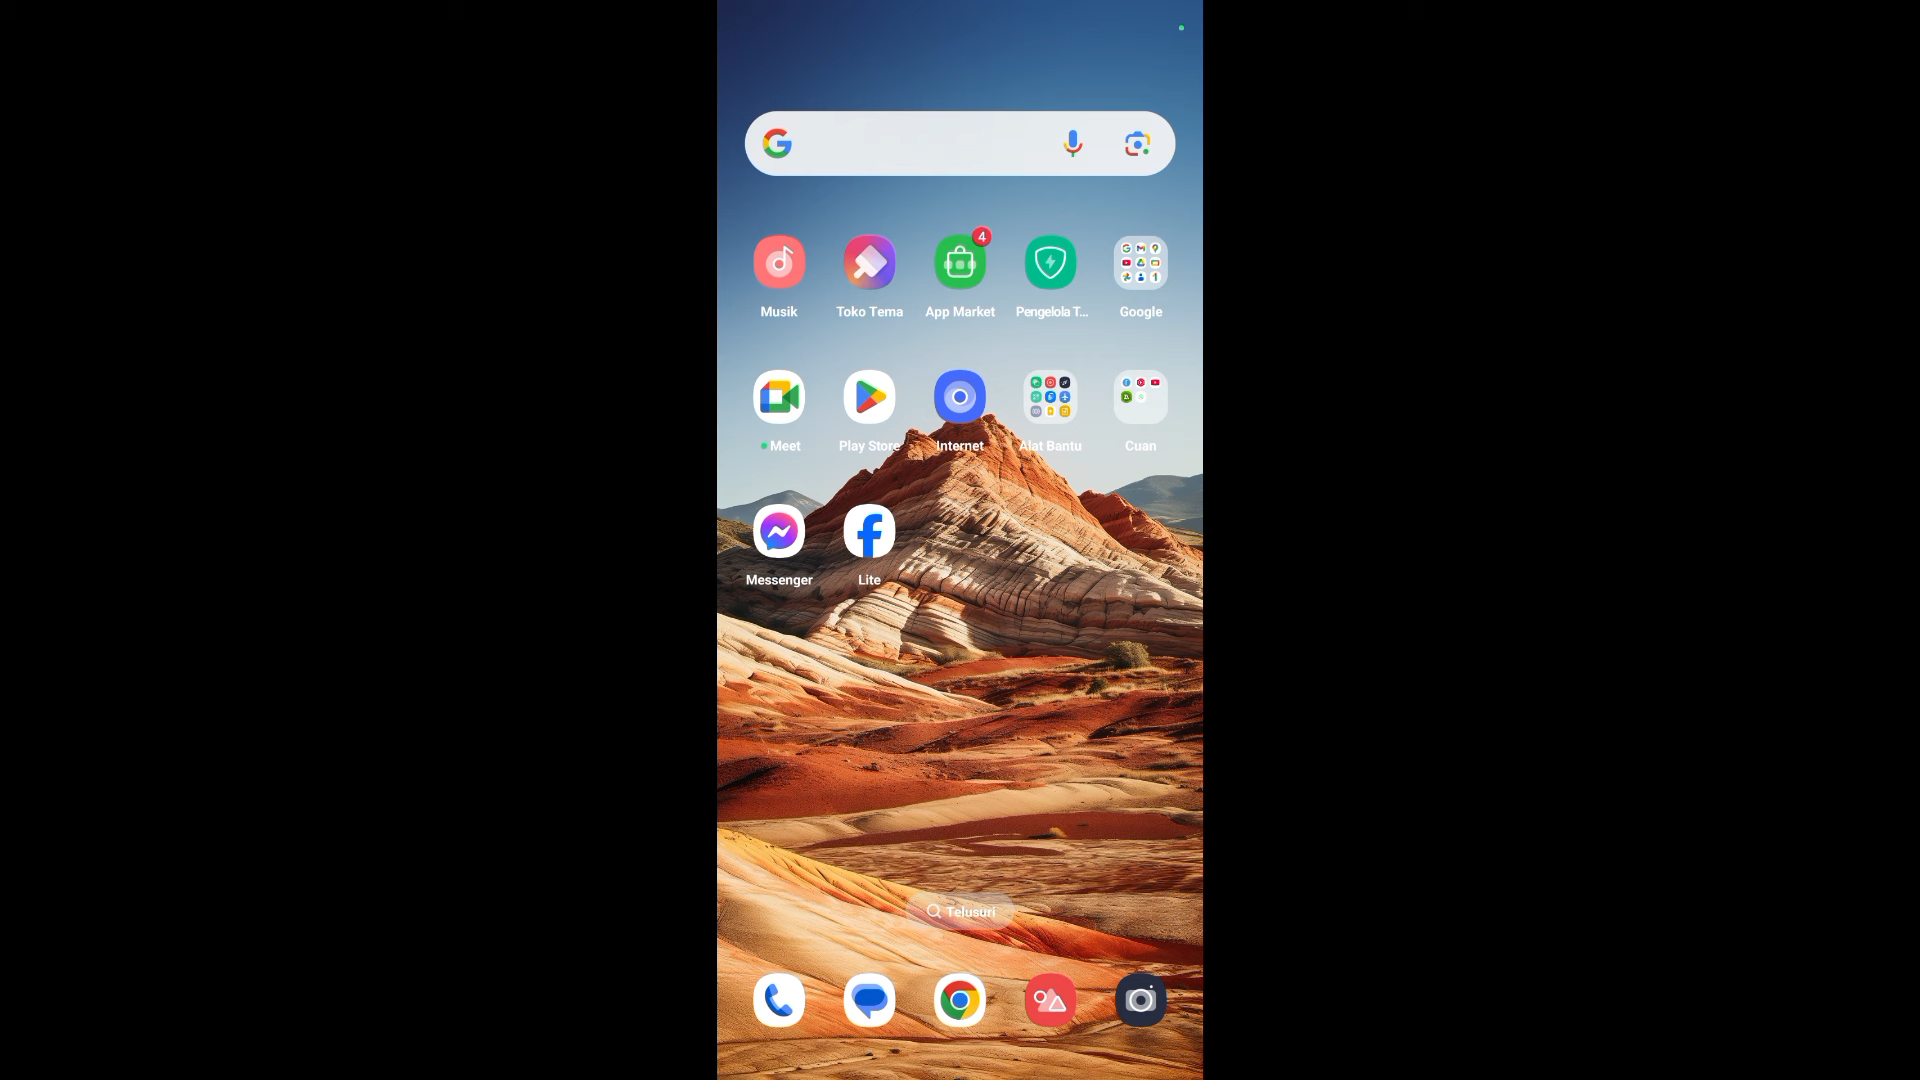 4
Musik
Toko Tema
App Market
Pengelola T...
Google
Meet
Play Store
Internet
Alat Bantu
Cuan
Messenger
Lite
Telusuri